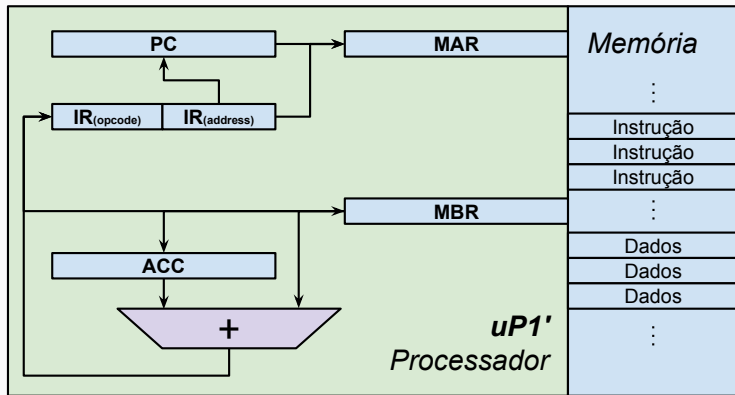 PC
MAR
Memória
⋮
IR(opcode) IR(address)
Instrução
Instrução
Instrução
MBR
⋮
Dados
ACC
Dados
Dados
+
uP1'
Processador
⋮